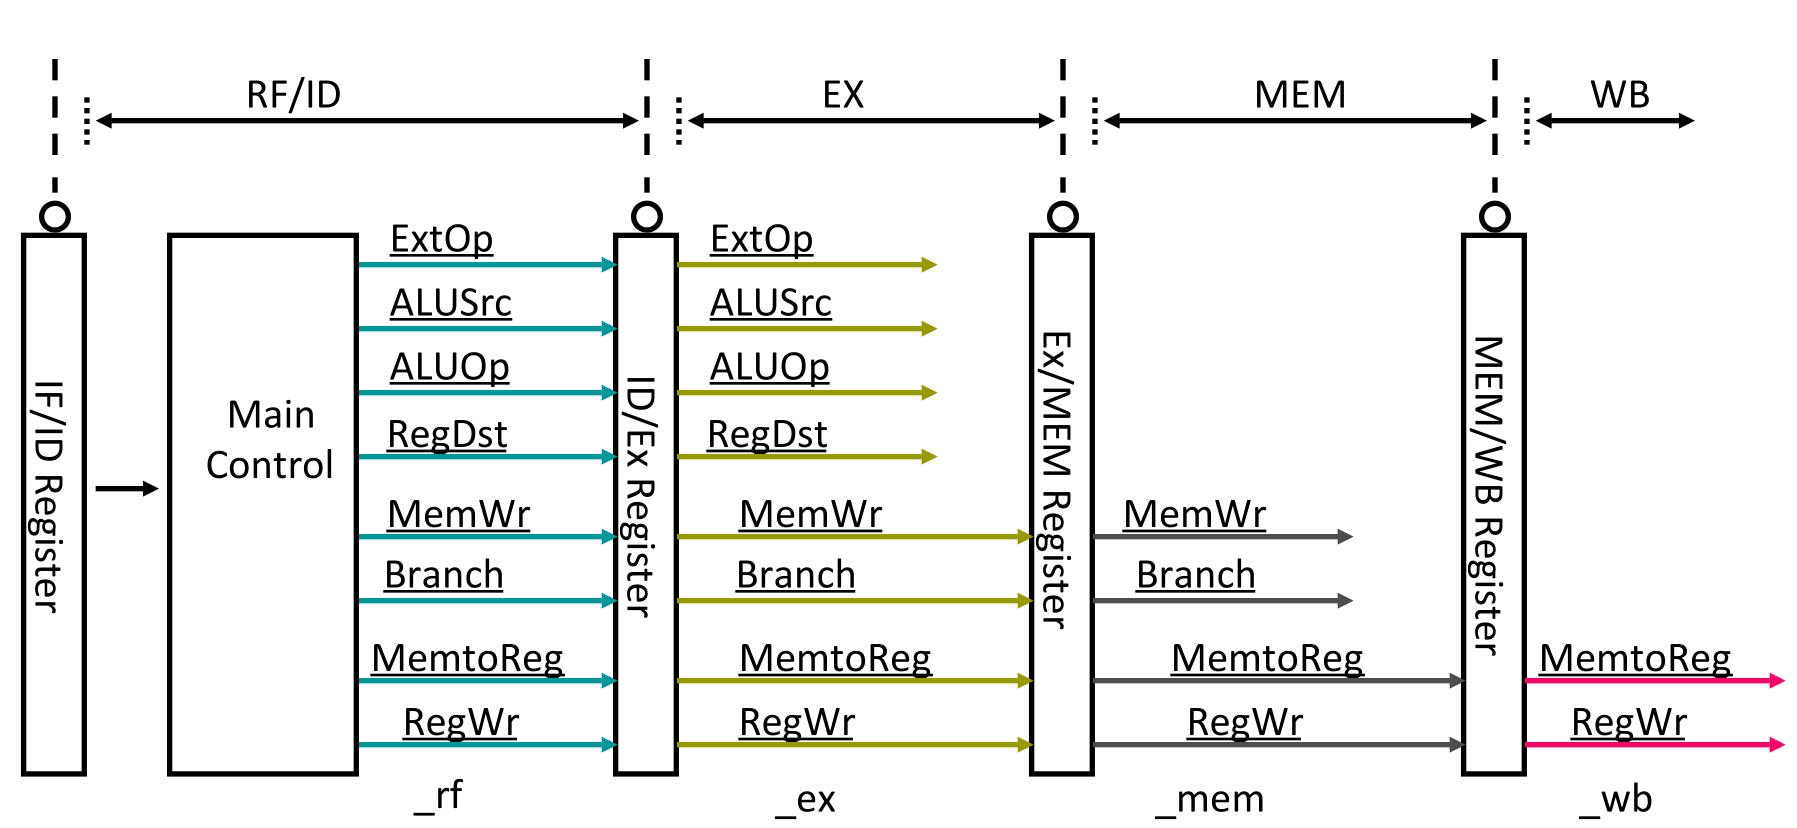 RF/ID
EX
MEM
WB
IF/ID Register
Main
Control
ExtOp
ALUSrc
ALUOp
RegDst
MemWr
Branch
MemtoReg
RegWr
_rf
ID/Ex Register
ExtOp
ALUSrc
ALUOp
RegDst
MemWr
Branch
MemtoReg
RegWr
_ex
Ex/MEM Register
MemWr
Branch
MemtoReg
RegWr
_mem
MEM/WB Register
MemtoReg
RegWr
_wb